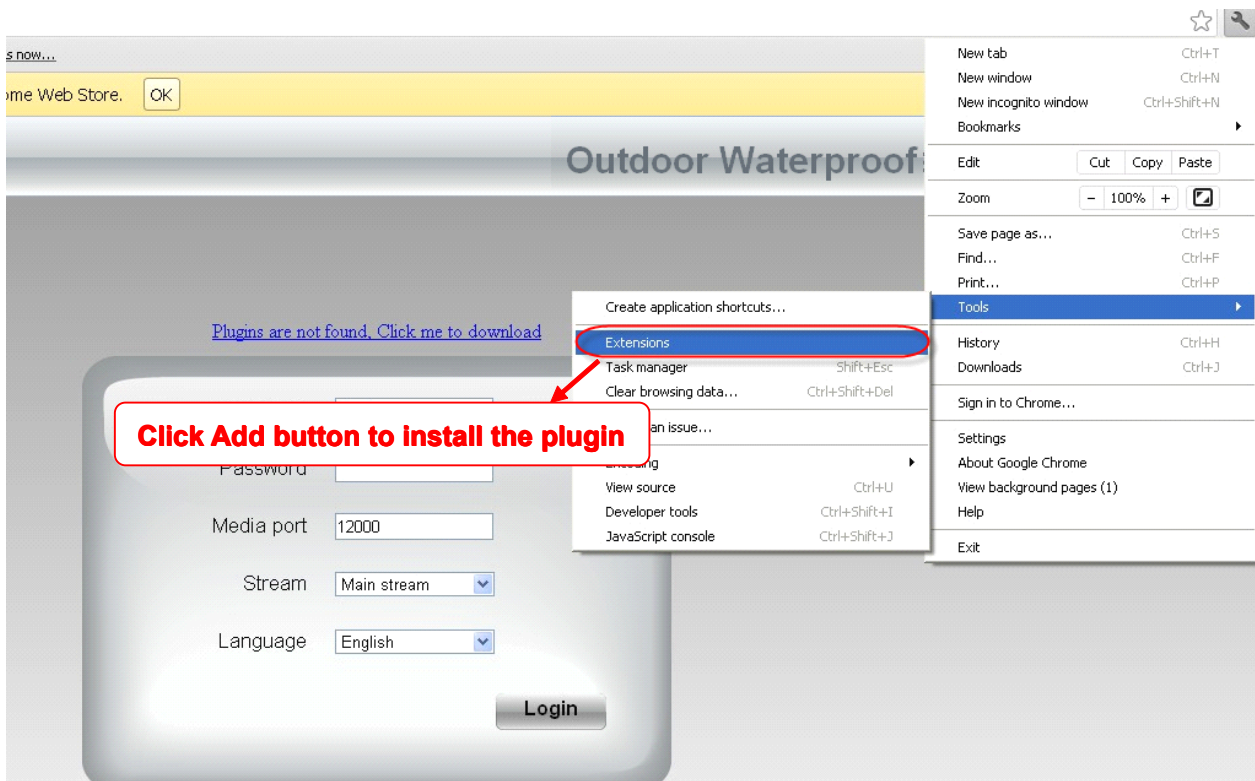 s now...
ome Web Store. OK
Outdoor Waterproof
New tab Ctrl+T
New window Ctrl+N
New incognito window Ctrl+Shift+N
Bookmarks
Edit Cut Copy Paste
Zoom - 100% +
Save page as... Ctrl+S
Find... Ctrl+F
Print... Ctrl+P
Tools
History Ctrl+H
Downloads Ctrl+J
Sign in to Chrome...
Settings
About Google Chrome
View background pages (1)
Help
Exit
Create application shortcuts...
Extensions
Task manager Shift+Esc
Clear browsing data... Ctrl+Shift+Del
an issue...
Encoding
View source Ctrl+U
Developer tools Ctrl+Shift+I
JavaScript console Ctrl+Shift+J
Plugins are not found, Click me to download
Click Add button to install the plugin
Password
Media port 12000
Stream Main stream
Language English
Login